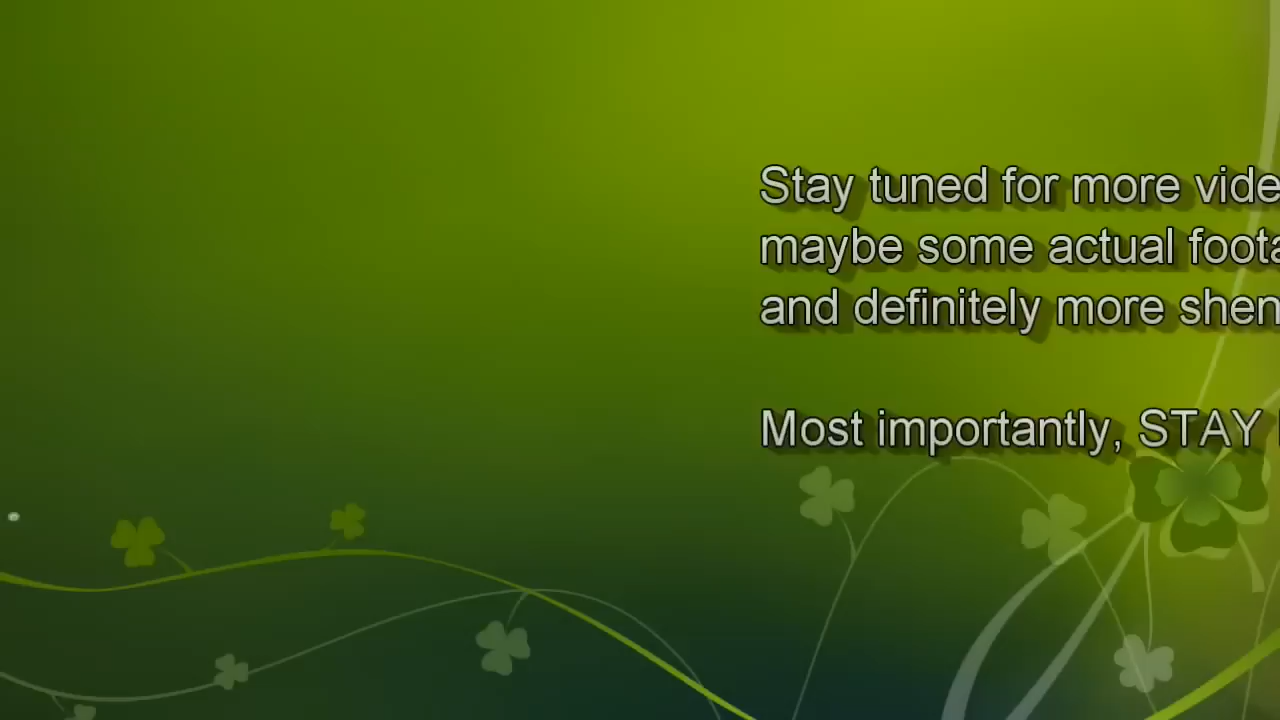 Stay tuned for more vide
maybe some actual foota
and definitely more shen
Most importantly, STAY